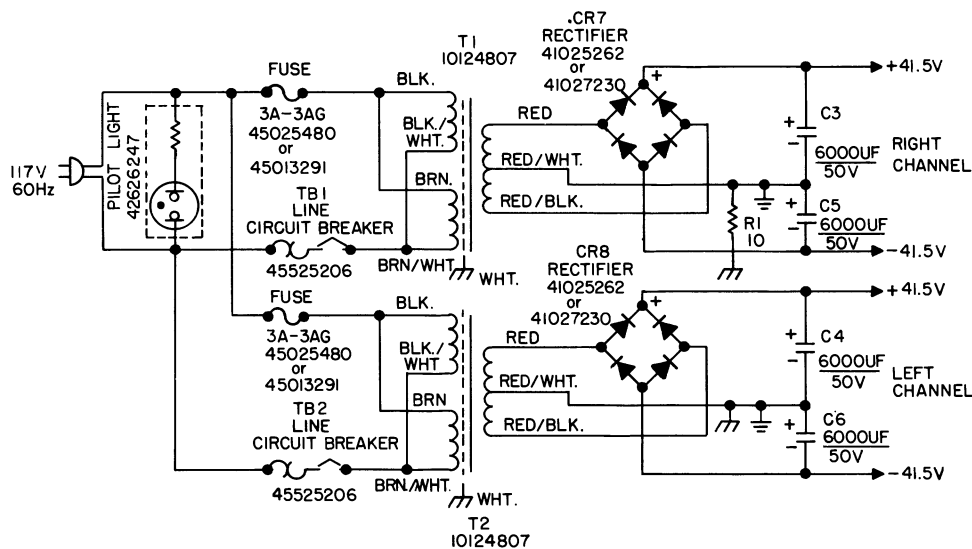 .CR7
RECTIFIER
41025262
or
41027230
T1
10124807
+
+41.5V
FUSE
3A-3AG
45025480
or
45013291
BLK.
BLK./
WHT.
BRN.
BRN/WHT.
WHT.
RED
RED/WHT.
RED/BLK.
PILOT LIGHT
42626247
117V
60Hz
TB1
LINE
CIRCUIT BREAKER
45525206
C3
+
-
6000UF
50V
RIGHT
CHANNEL
R1
10
C5
+
-
6000UF
50V
-41.5V
CR8
RECTIFIER
41025262
or
41027230
+
+41.5V
FUSE
3A-3AG
45025480
or
45013291
BLK.
BLK./
WHT
BRN
BRN/WHT.
WHT.
RED
RED/WHT.
RED/BLK.
TB2
LINE
CIRCUIT BREAKER
45525206
C4
+
-
6000UF
50V
LEFT
CHANNEL
C6
+
-
6000UF
50V
-41.5V
T2
10124807